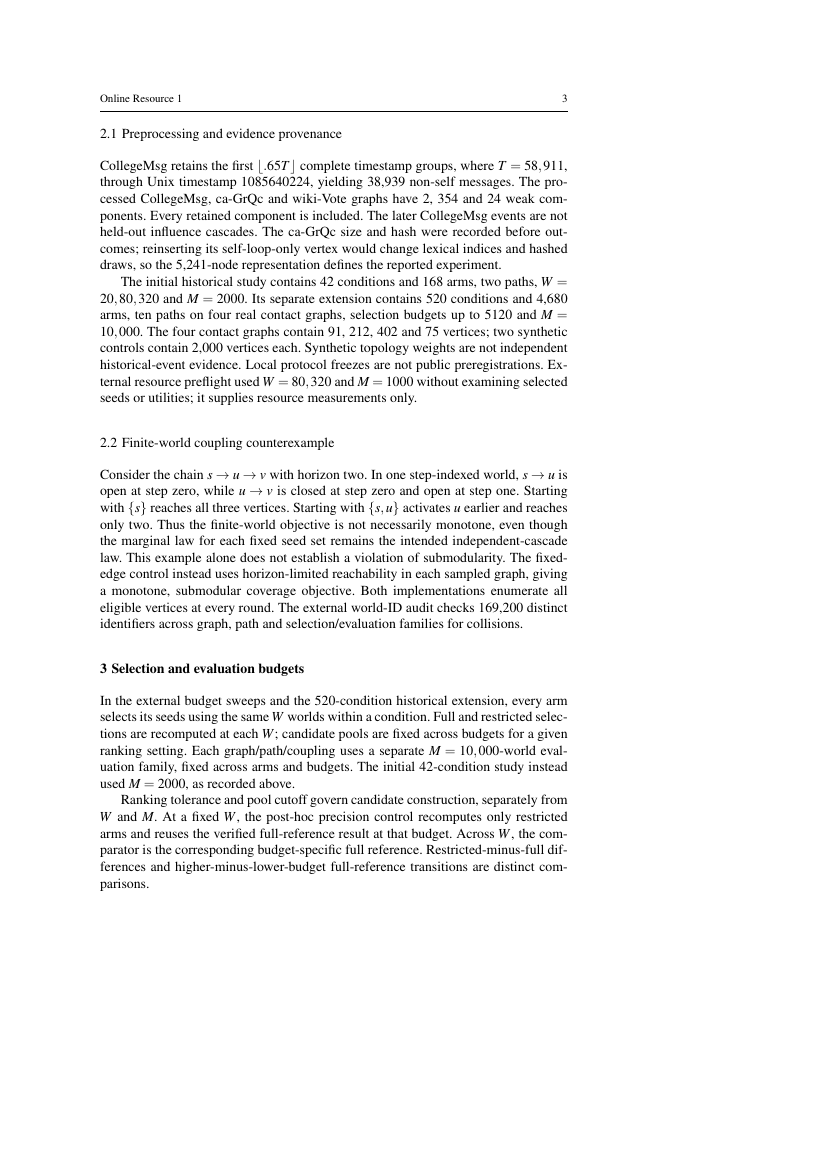 Online Resource 1 3
2.1 Preprocessing and evidence provenance
CollegeMsg retains the first ⌊.65T⌋ complete timestamp groups, where T = 58,911,
through Unix timestamp 1085640224, yielding 38,939 non-self messages. The pro-
cessed CollegeMsg, ca-GrQc and wiki-Vote graphs have 2, 354 and 24 weak com-
ponents. Every retained component is included. The later CollegeMsg events are not
held-out influence cascades. The ca-GrQc size and hash were recorded before out-
comes; reinserting its self-loop-only vertex would change lexical indices and hashed
draws, so the 5,241-node representation defines the reported experiment.
The initial historical study contains 42 conditions and 168 arms, two paths, W =
20,80,320 and M = 2000. Its separate extension contains 520 conditions and 4,680
arms, ten paths on four real contact graphs, selection budgets up to 5120 and M =
10,000. The four contact graphs contain 91, 212, 402 and 75 vertices; two synthetic
controls contain 2,000 vertices each. Synthetic topology weights are not independent
historical-event evidence. Local protocol freezes are not public preregistrations. Ex-
ternal resource preflight used W = 80,320 and M = 1000 without examining selected
seeds or utilities; it supplies resource measurements only.
2.2 Finite-world coupling counterexample
Consider the chain s → u → v with horizon two. In one step-indexed world, s → u is
open at step zero, while u → v is closed at step zero and open at step one. Starting
with {s} reaches all three vertices. Starting with {s,u} activates u earlier and reaches
only two. Thus the finite-world objective is not necessarily monotone, even though
the marginal law for each fixed seed set remains the intended independent-cascade
law. This example alone does not establish a violation of submodularity. The fixed-
edge control instead uses horizon-limited reachability in each sampled graph, giving
a monotone, submodular coverage objective. Both implementations enumerate all
eligible vertices at every round. The external world-ID audit checks 169,200 distinct
identifiers across graph, path and selection/evaluation families for collisions.
3 Selection and evaluation budgets
In the external budget sweeps and the 520-condition historical extension, every arm
selects its seeds using the same W worlds within a condition. Full and restricted selec-
tions are recomputed at each W; candidate pools are fixed across budgets for a given
ranking setting. Each graph/path/coupling uses a separate M = 10,000-world eval-
uation family, fixed across arms and budgets. The initial 42-condition study instead
used M = 2000, as recorded above.
Ranking tolerance and pool cutoff govern candidate construction, separately from
W and M. At a fixed W, the post-hoc precision control recomputes only restricted
arms and reuses the verified full-reference result at that budget. Across W, the com-
parator is the corresponding budget-specific full reference. Restricted-minus-full dif-
ferences and higher-minus-lower-budget full-reference transitions are distinct com-
parisons.